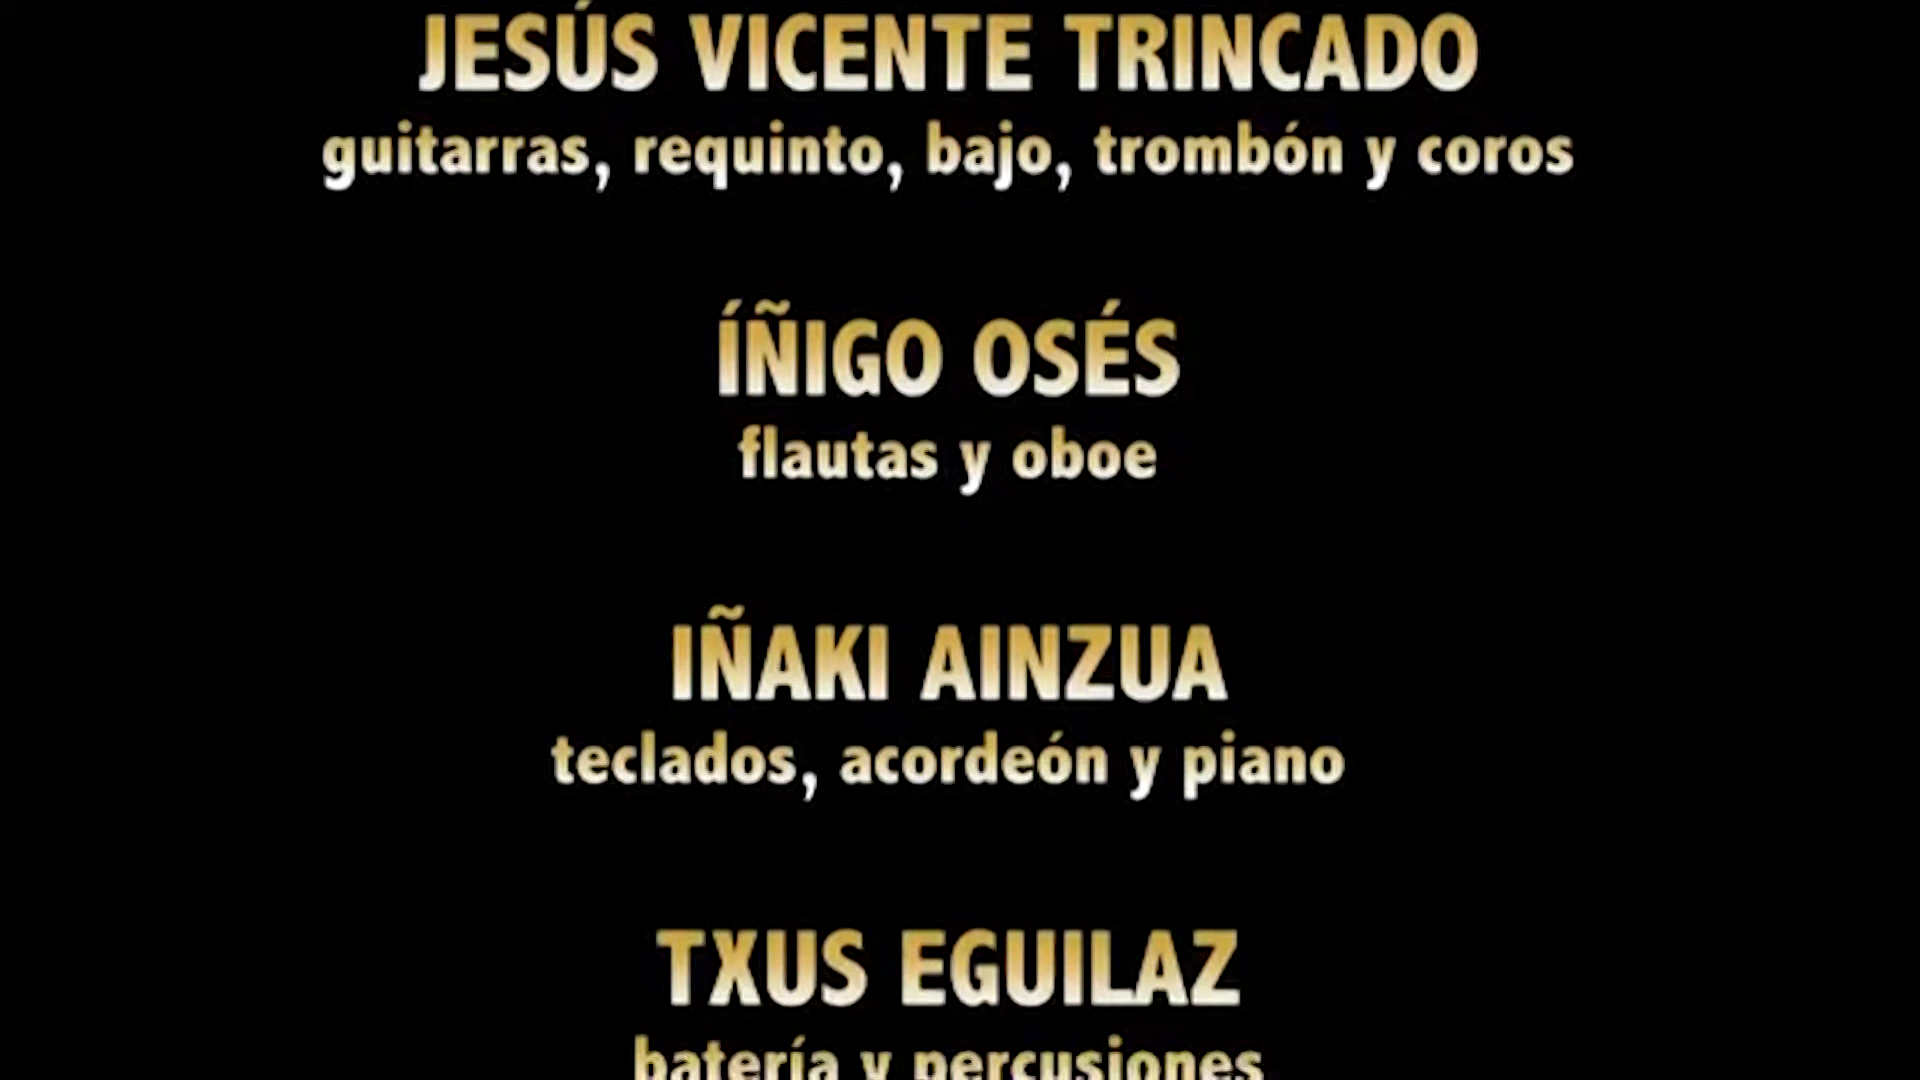 JESÚS VICENTE TRINCADO
guitarras, requinto, bajo, trombón y coros
ÍÑIGO OSÉS
flautas y oboe
IÑAKI AINZUA
teclados, acordeón y piano
TXUS EGUILAZ
batería y percusiones